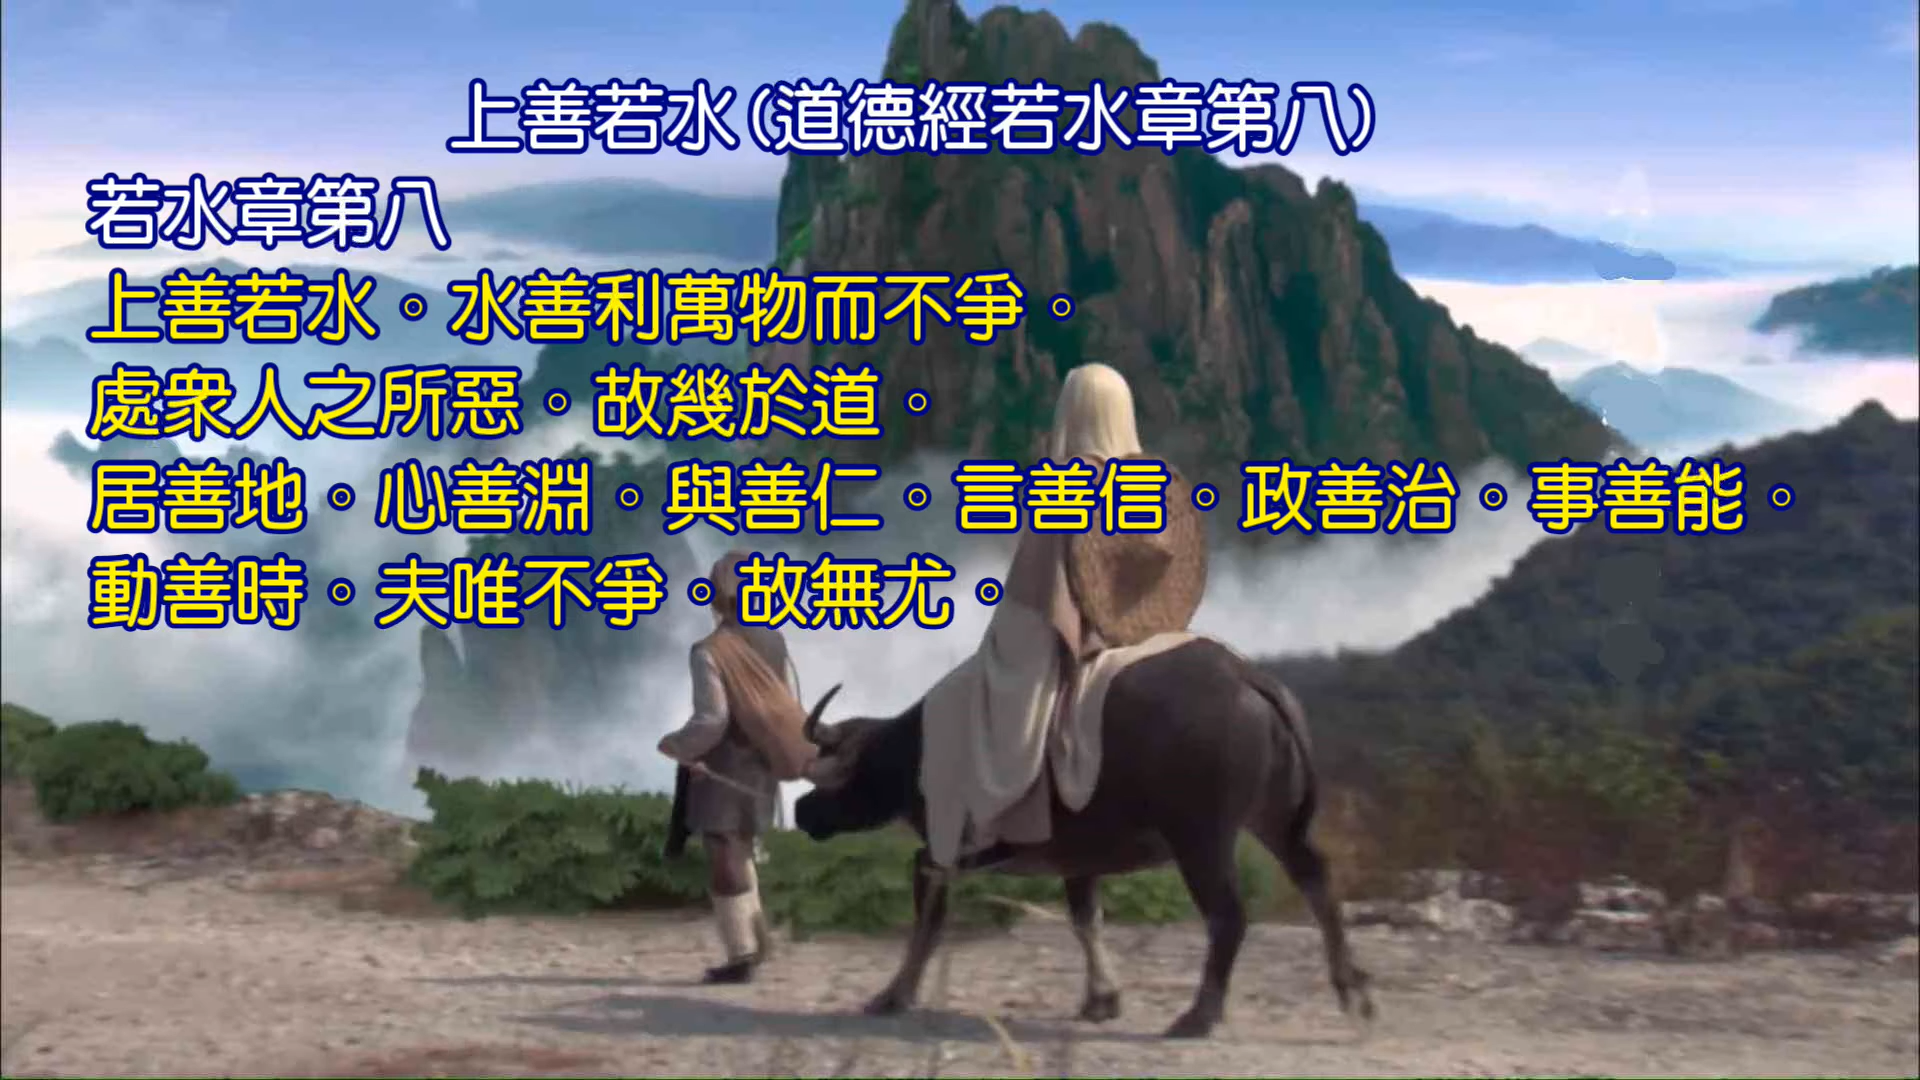 上善若水(道德經若水章第八)
若水章第八
上善若水。水善利萬物而不爭。
處衆人之所惡。故幾於道。
居善地。心善淵。與善仁。言善信。政善治。事善能。
動善時。夫唯不爭。故無尤。